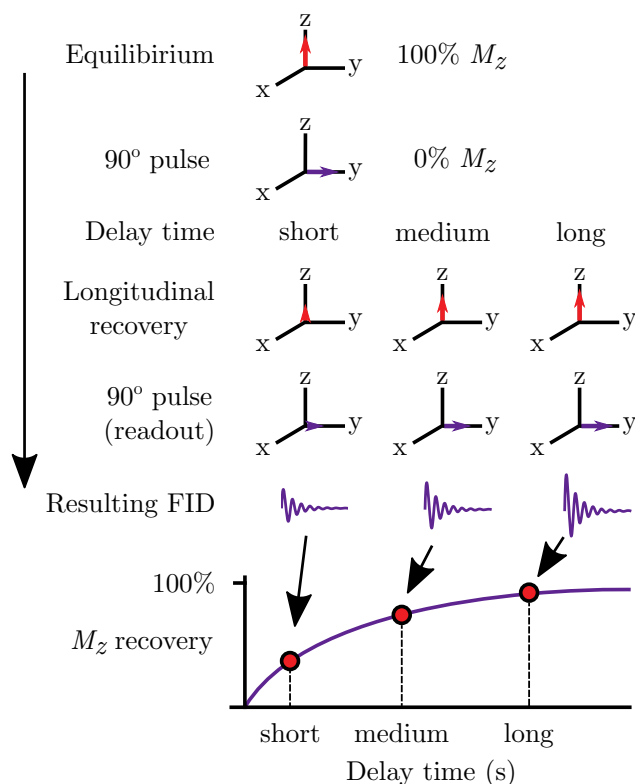 z
Equilibirium
y
100% Mz
x
z
90° pulse
y
0% Mz
x
Delay time short medium long
Longitudinal
recovery
z z z
y y y
x x x
90° pulse
(readout)
z z z
y y y
x x x
Resulting FID
100%
Mz recovery
short medium long
Delay time (s)